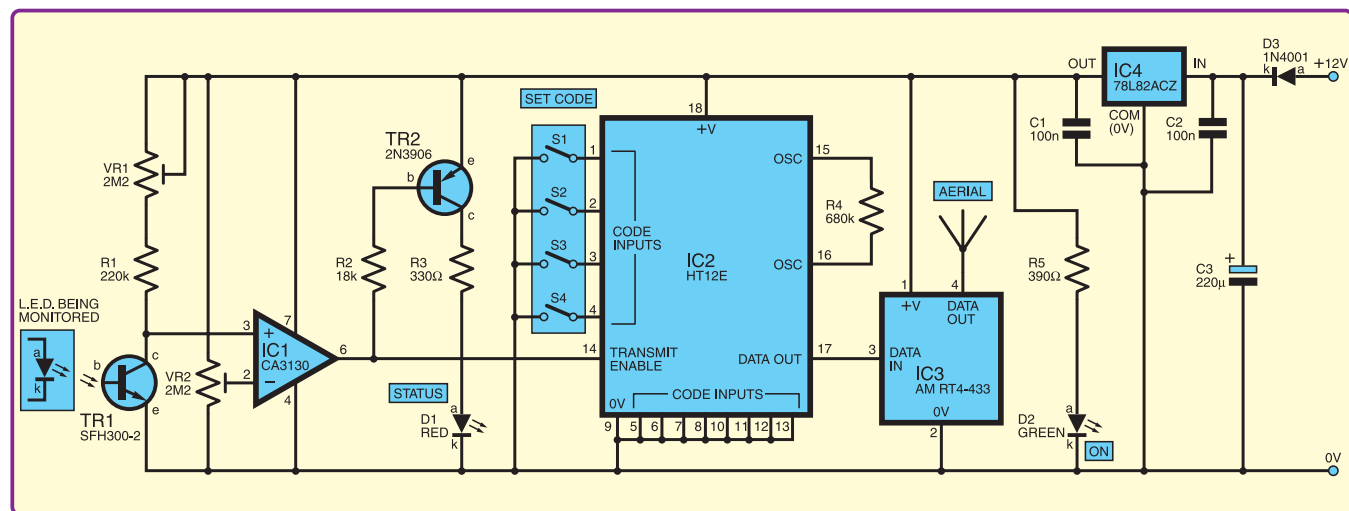 VR1
2M2
R1
220k
L.E.D. BEING
MONITORED
a
k
b
c
e
TR1
SFH300-2
VR2
2M2
3
+
2
−
7
4
6
IC1
CA3130
TR2
2N3906
b
e
c
R2
18k
R3
330Ω
STATUS
D1
RED
a
k
SET CODE
S1
S2
S3
S4
1
2
3
4
14
18
+V
CODE
INPUTS
IC2
HT12E
OSC
15
OSC
16
TRANSMIT
ENABLE
DATA OUT
17
0V
CODE INPUTS
9
5
6
7
8
10
11
12
13
R4
680k
AERIAL
1
+V
4
DATA
OUT
3
DATA
IN
IC3
AM RT4-433
0V
2
R5
390Ω
a
D2
GREEN
k
ON
OUT
IC4
78L82ACZ
IN
COM
(0V)
C1
100n
C2
100n
D3
1N4001
k
a
+12V
+
C3
220µ
0V